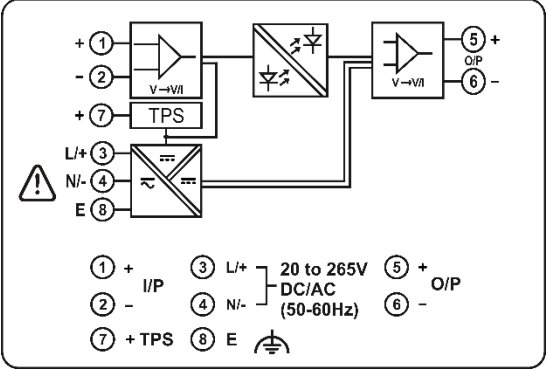 + 1
− 2
V→V/I
5 +
O/P
6 −
V→V/I
+ 7 TPS
L/+ 3
N/- 4
E 8
1 + 3 L/+ 20 to 265V 5 +
I/P DC/AC O/P
2 − 4 N/- (50-60Hz) 6 −
7 + TPS 8 E